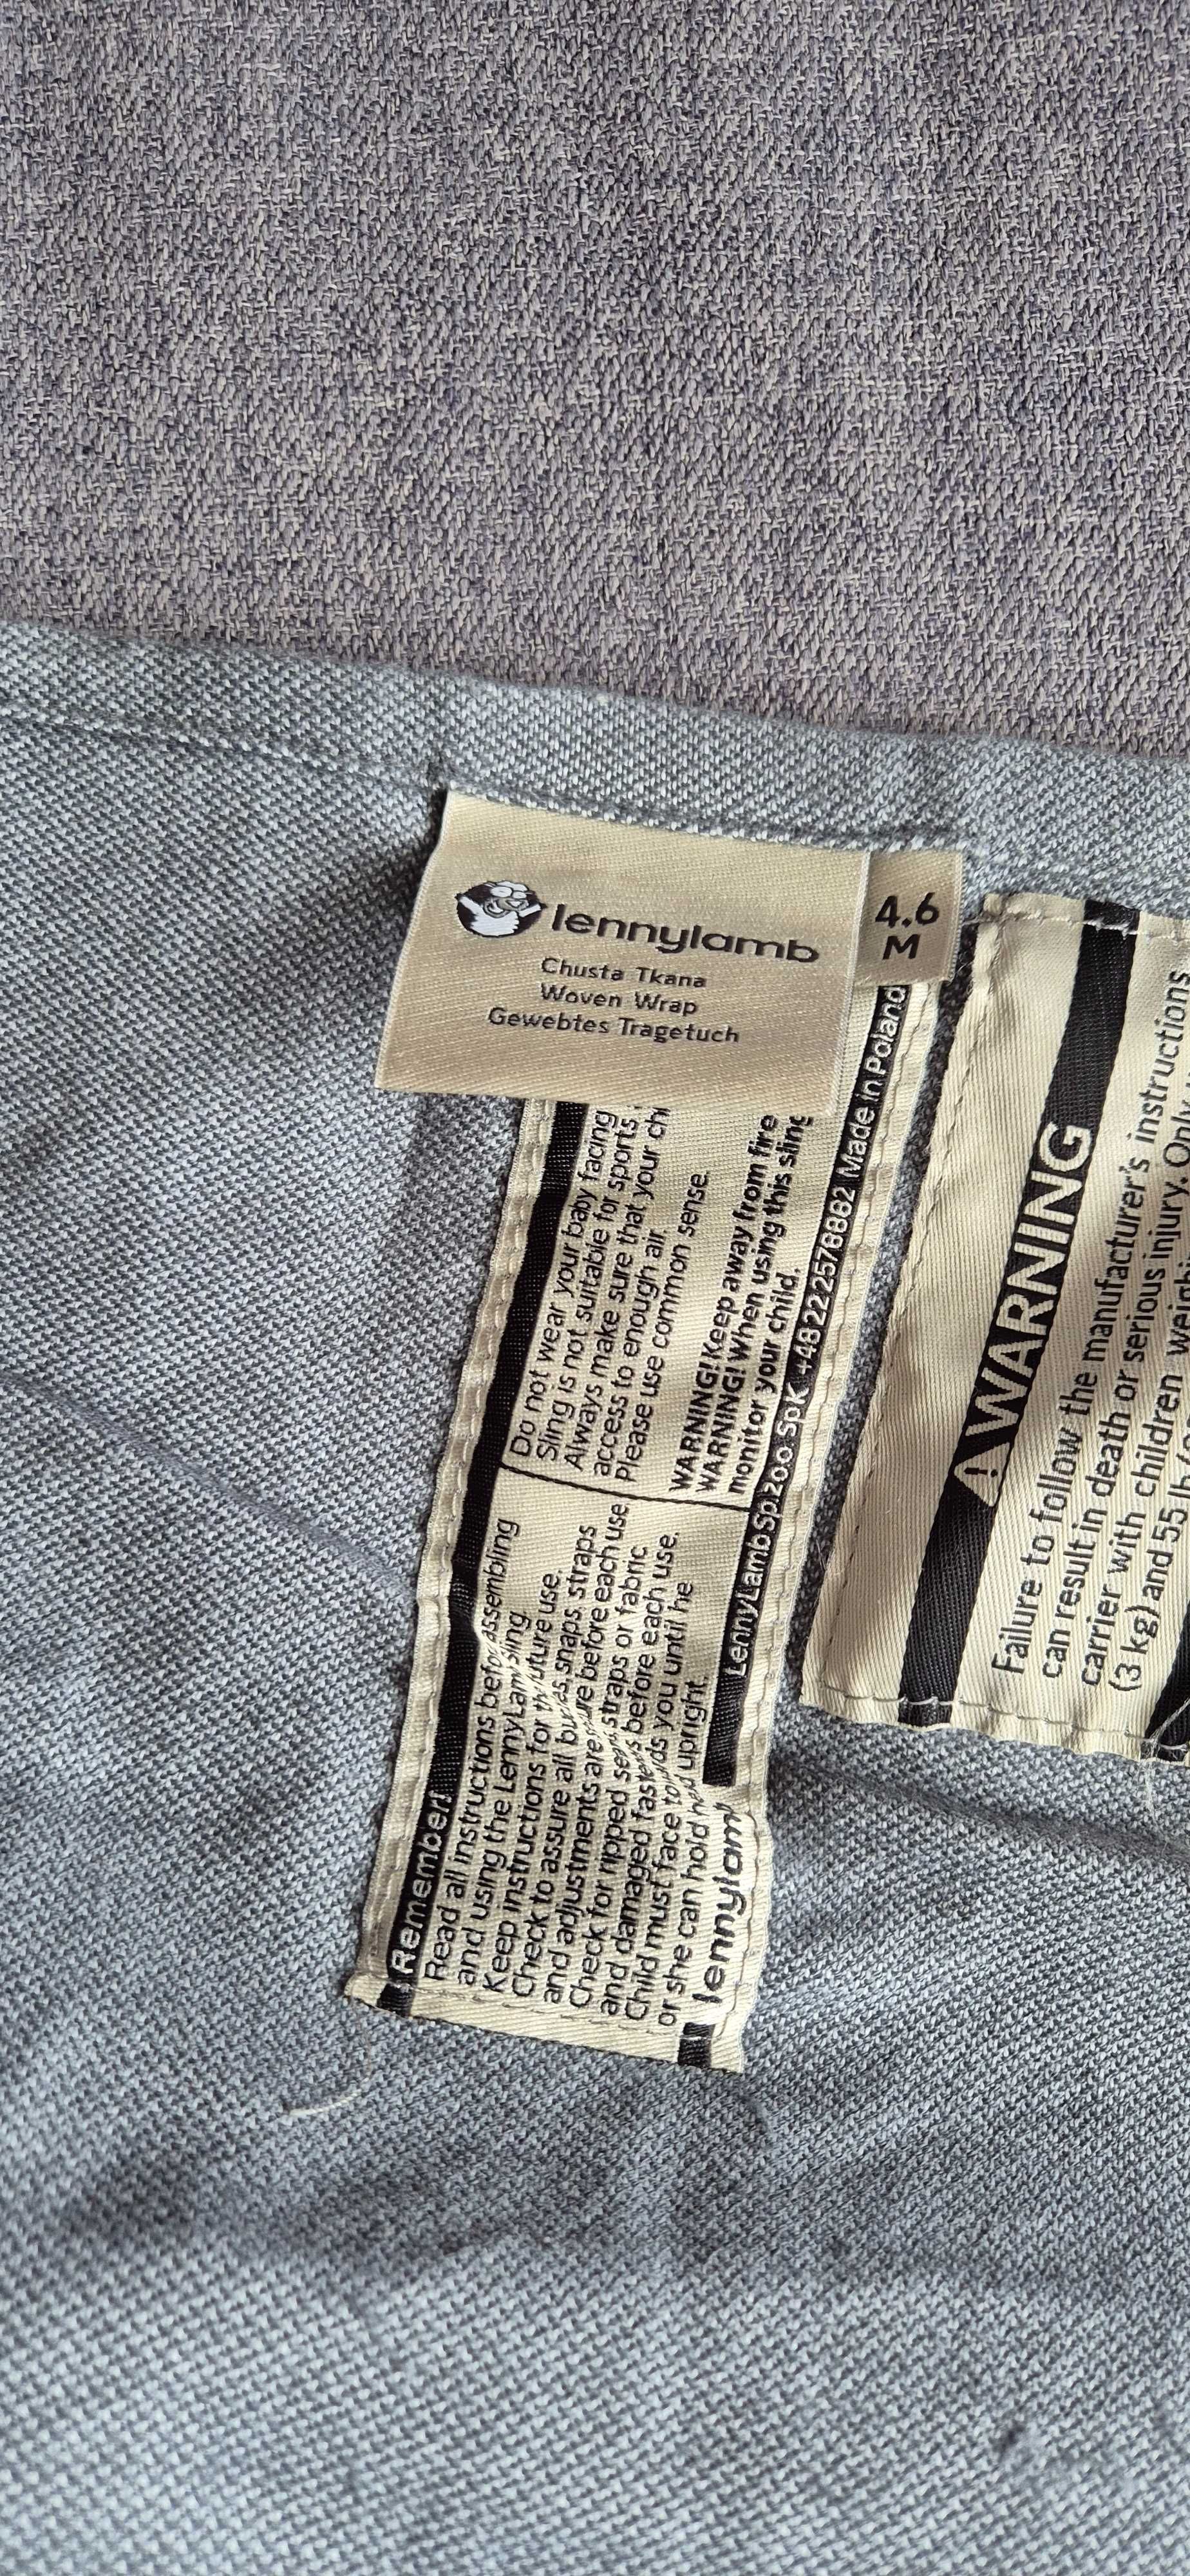 lennylamb
Chusta Tkana
Woven Wrap
Gewebtes Tragetuch
4.6
M
Remember!
Read all instructions before assembling
and using the LennyLamb sling
Keep instructions for future use.
Check to assure all snaps, straps
and adjustments are before each use
Check for ripped straps or fabric
and damaged before each use.
Child must face you until he
or she can hold upright.
lennylamb
Do not wear your baby facing
Sling is not suitable for sports
Always make sure that your
access to enough air.
Please use common sense.
WARNING! Keep away from fire
WARNING! When using this sling
monitor your child.
LennyLamb Sp.zoo SpK +48222578882 Made in Poland
WARNING
Failure to follow the manufacturer's instructions
can result in death or serious injury. Only
carrier with children
(3 kg) and 55 lb